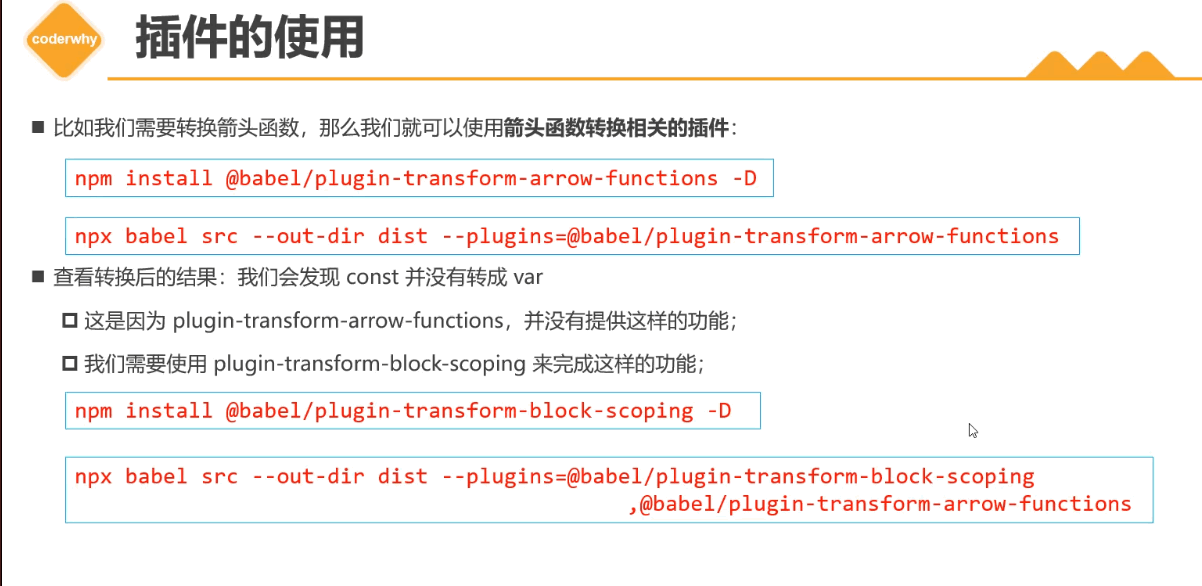 coderwhy
插件的使用
比如我们需要转换箭头函数，那么我们就可以使用箭头函数转换相关的插件：
npm install @babel/plugin-transform-arrow-functions -D
npx babel src --out-dir dist --plugins=@babel/plugin-transform-arrow-functions
查看转换后的结果：我们会发现 const 并没有转成 var
这是因为 plugin-transform-arrow-functions，并没有提供这样的功能；
我们需要使用 plugin-transform-block-scoping 来完成这样的功能；
npm install @babel/plugin-transform-block-scoping -D
npx babel src --out-dir dist --plugins=@babel/plugin-transform-block-scoping
,@babel/plugin-transform-arrow-functions